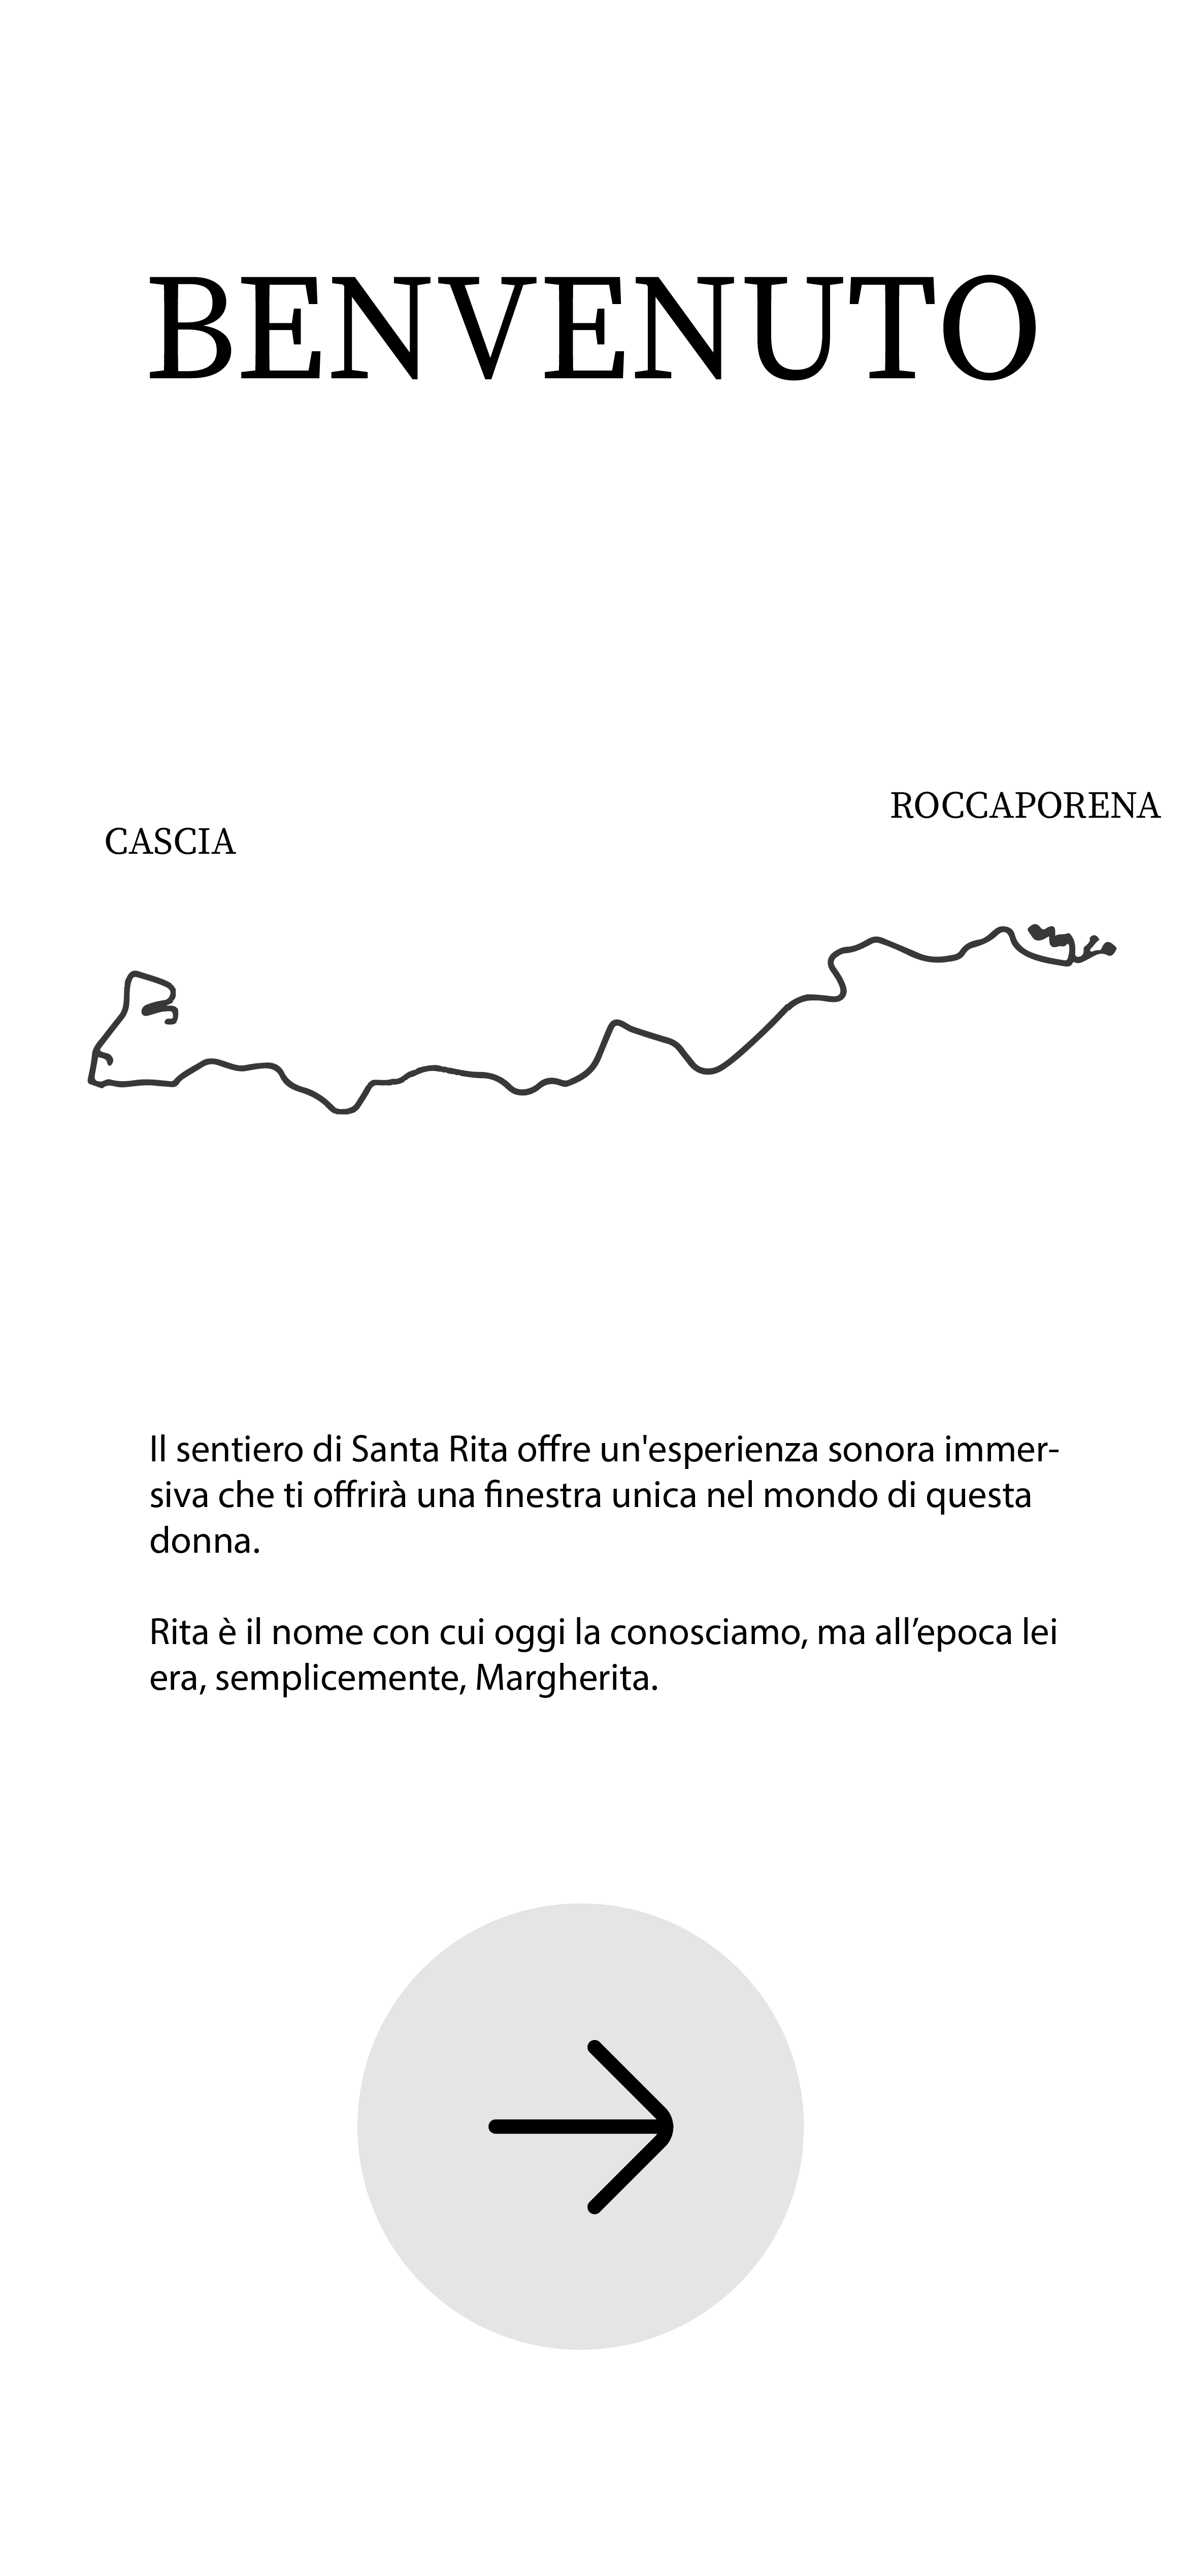 BENVENUTO
ROCCAPORENA
CASCIA
Il sentiero di Santa Rita offre un'esperienza sonora immer-
siva che ti offrirà una finestra unica nel mondo di questa
donna.
Rita è il nome con cui oggi la conosciamo, ma all’epoca lei
era, semplicemente, Margherita.